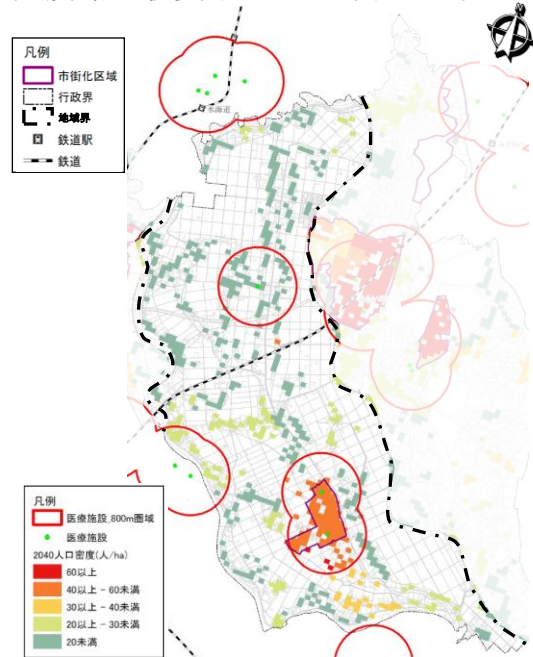 凡例
市街化区域
行政界
地域界
鉄道駅
鉄道
水海道
凡例
医療施設_800m圏域
医療施設
2040人口密度(人/ha)
60以上
40以上 - 60未満
30以上 - 40未満
20以上 - 30未満
20未満